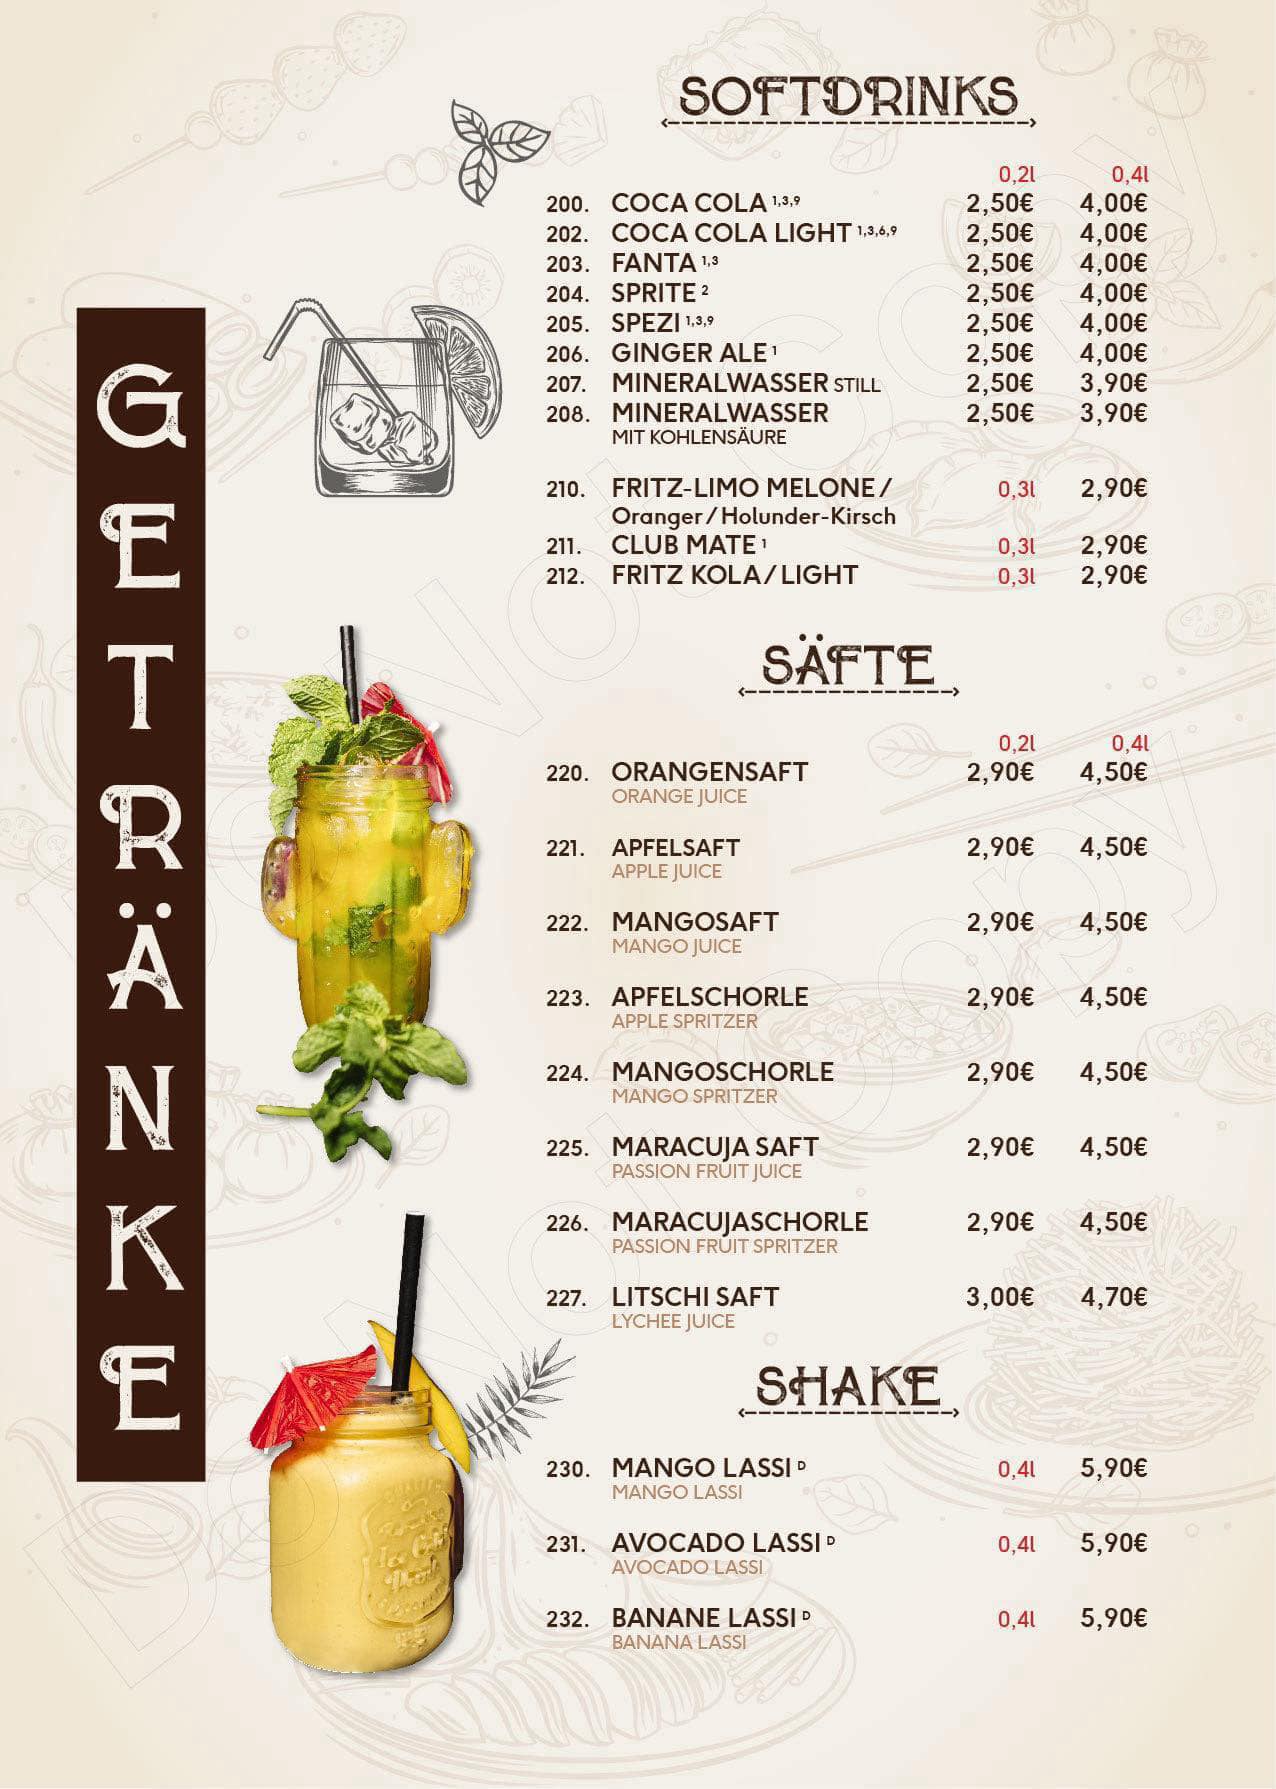 GETRÄNKE
SOFTDRINKS
0,2l 0,4l
200. COCA COLA 1,3,9 2,50€ 4,00€
202. COCA COLA LIGHT 1,3,6,9 2,50€ 4,00€
203. FANTA 1,3 2,50€ 4,00€
204. SPRITE 2 2,50€ 4,00€
205. SPEZI 1,3,9 2,50€ 4,00€
206. GINGER ALE 1 2,50€ 4,00€
207. MINERALWASSER STILL 2,50€ 3,90€
208. MINERALWASSER 2,50€ 3,90€
MIT KOHLENSÄURE
210. FRITZ-LIMO MELONE / 0,3l 2,90€
Oranger / Holunder-Kirsch
211. CLUB MATE 1 0,3l 2,90€
212. FRITZ KOLA / LIGHT 0,3l 2,90€
SÄFTE
0,2l 0,4l
220. ORANGENSAFT 2,90€ 4,50€
ORANGE JUICE
221. APFELSAFT 2,90€ 4,50€
APPLE JUICE
222. MANGOSAFT 2,90€ 4,50€
MANGO JUICE
223. APFELSCHORLE 2,90€ 4,50€
APPLE SPRITZER
224. MANGOSCHORLE 2,90€ 4,50€
MANGO SPRITZER
225. MARACUJA SAFT 2,90€ 4,50€
PASSION FRUIT JUICE
226. MARACUJASCHORLE 2,90€ 4,50€
PASSION FRUIT SPRITZER
227. LITSCHI SAFT 3,00€ 4,70€
LYCHEE JUICE
SHAKE
230. MANGO LASSI D 0,4l 5,90€
MANGO LASSI
231. AVOCADO LASSI D 0,4l 5,90€
AVOCADO LASSI
232. BANANE LASSI D 0,4l 5,90€
BANANA LASSI
Do Not Copy
Do Not Copy